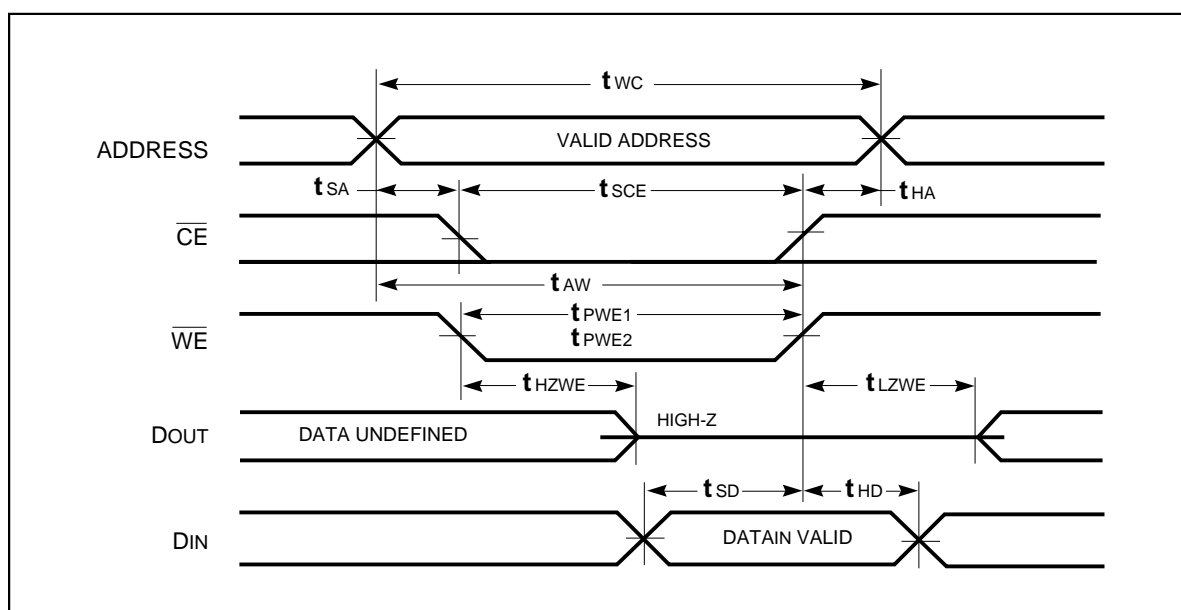 tWC
ADDRESS
VALID ADDRESS
tSA
tSCE
tHA
CE
tAW
WE
tPWE1
tPWE2
tHZWE
tLZWE
DOUT
DATA UNDEFINED
HIGH-Z
tSD
tHD
DIN
DATAIN VALID